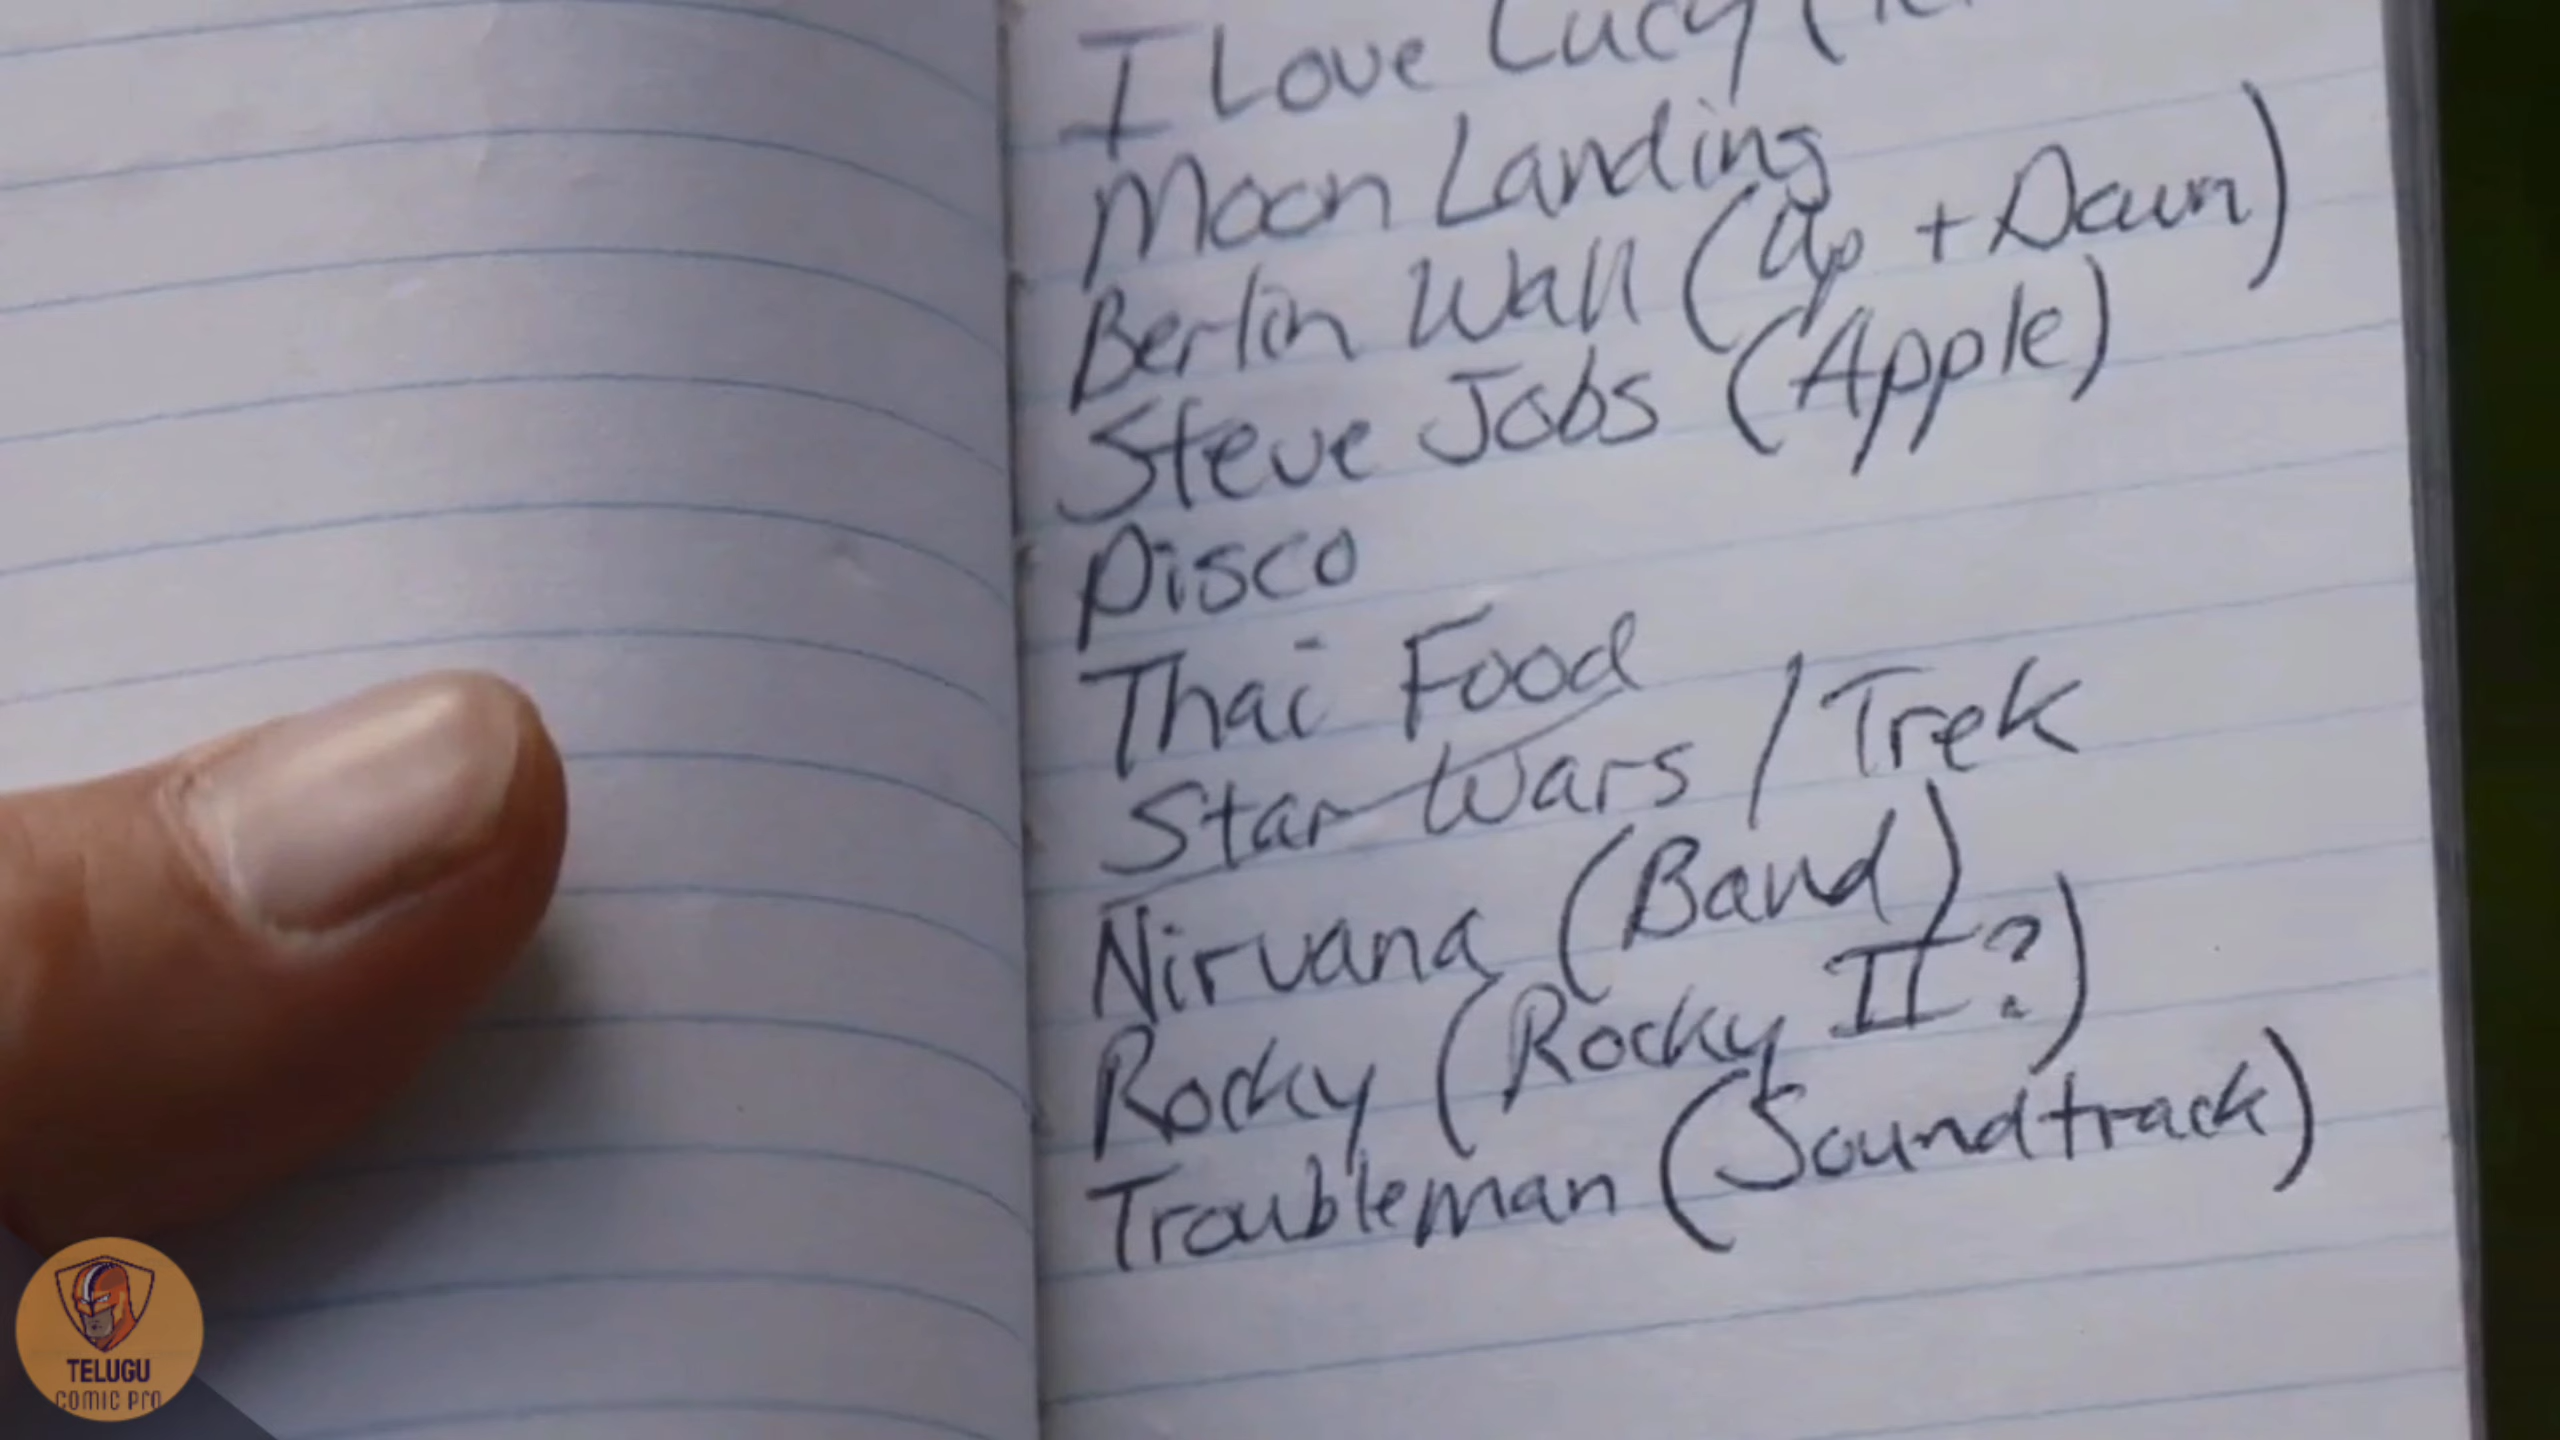 I Love Lucy
Moon Landing
Berlin Wall (Up + Down)
Steve Jobs (Apple)
Disco
Thai Food
Star Wars / Trek
Nirvana (Band)
Rocky (Rocky II?)
Troubleman (Soundtrack)
TELUGU
COMIC PRO